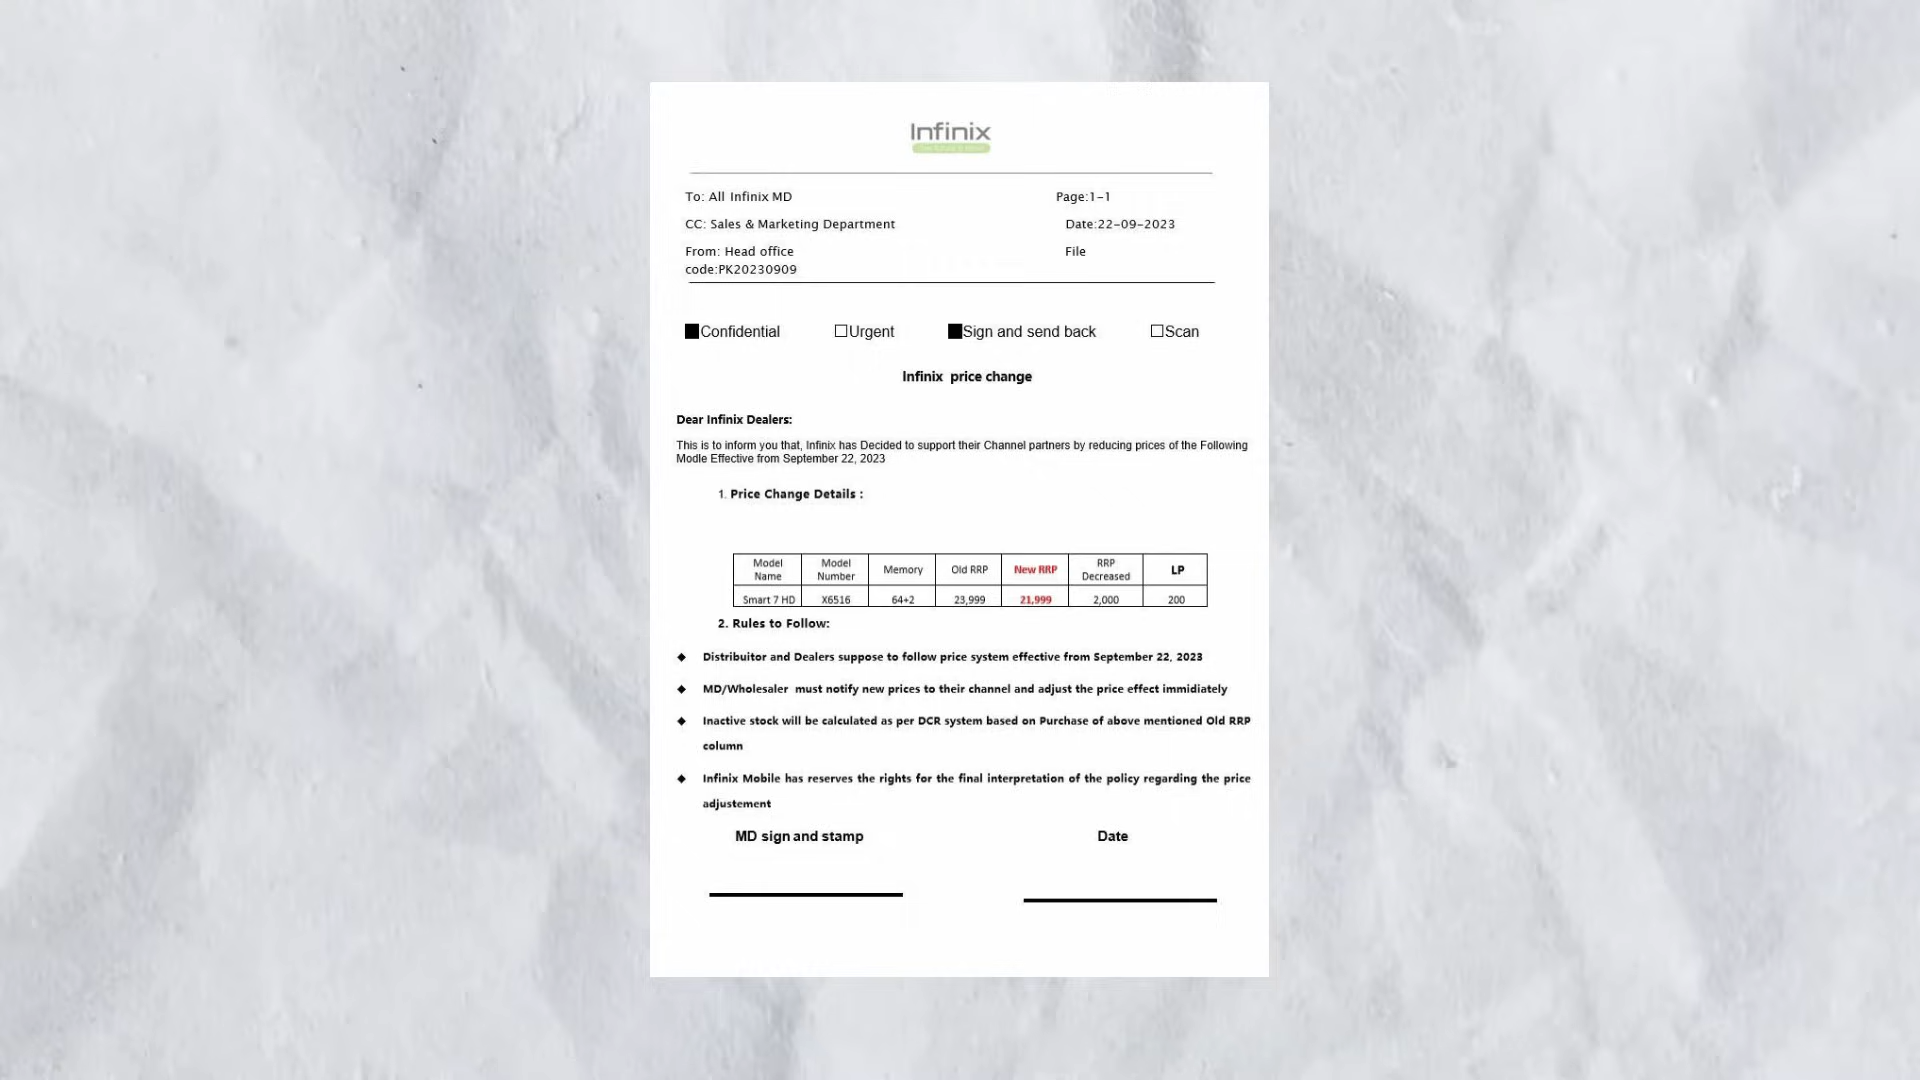 Infinix
To: All Infinix MD
Page:1-1
CC: Sales & Marketing Department
Date:22-09-2023
From: Head office
File
code:PK20230909
Confidential
Urgent
Sign and send back
Scan
Infinix price change
Dear Infinix Dealers:
This is to inform you that, Infinix has Decided to support their Channel partners by reducing prices of the Following
Modle Effective from September 22, 2023
1. Price Change Details :
Model Name Model Number Memory Old RRP New RRP RRP Decreased LP
Smart 7 HD X6516 64+2 23,999 21,999 2,000 200
2. Rules to Follow:
◆ Distribuitor and Dealers suppose to follow price system effective from September 22, 2023
◆ MD/Wholesaler must notify new prices to their channel and adjust the price effect immidiately
◆ Inactive stock will be calculated as per DCR system based on Purchase of above mentioned Old RRP
column
◆ Infinix Mobile has reserves the rights for the final interpretation of the policy regarding the price
adjustement
MD sign and stamp
Date